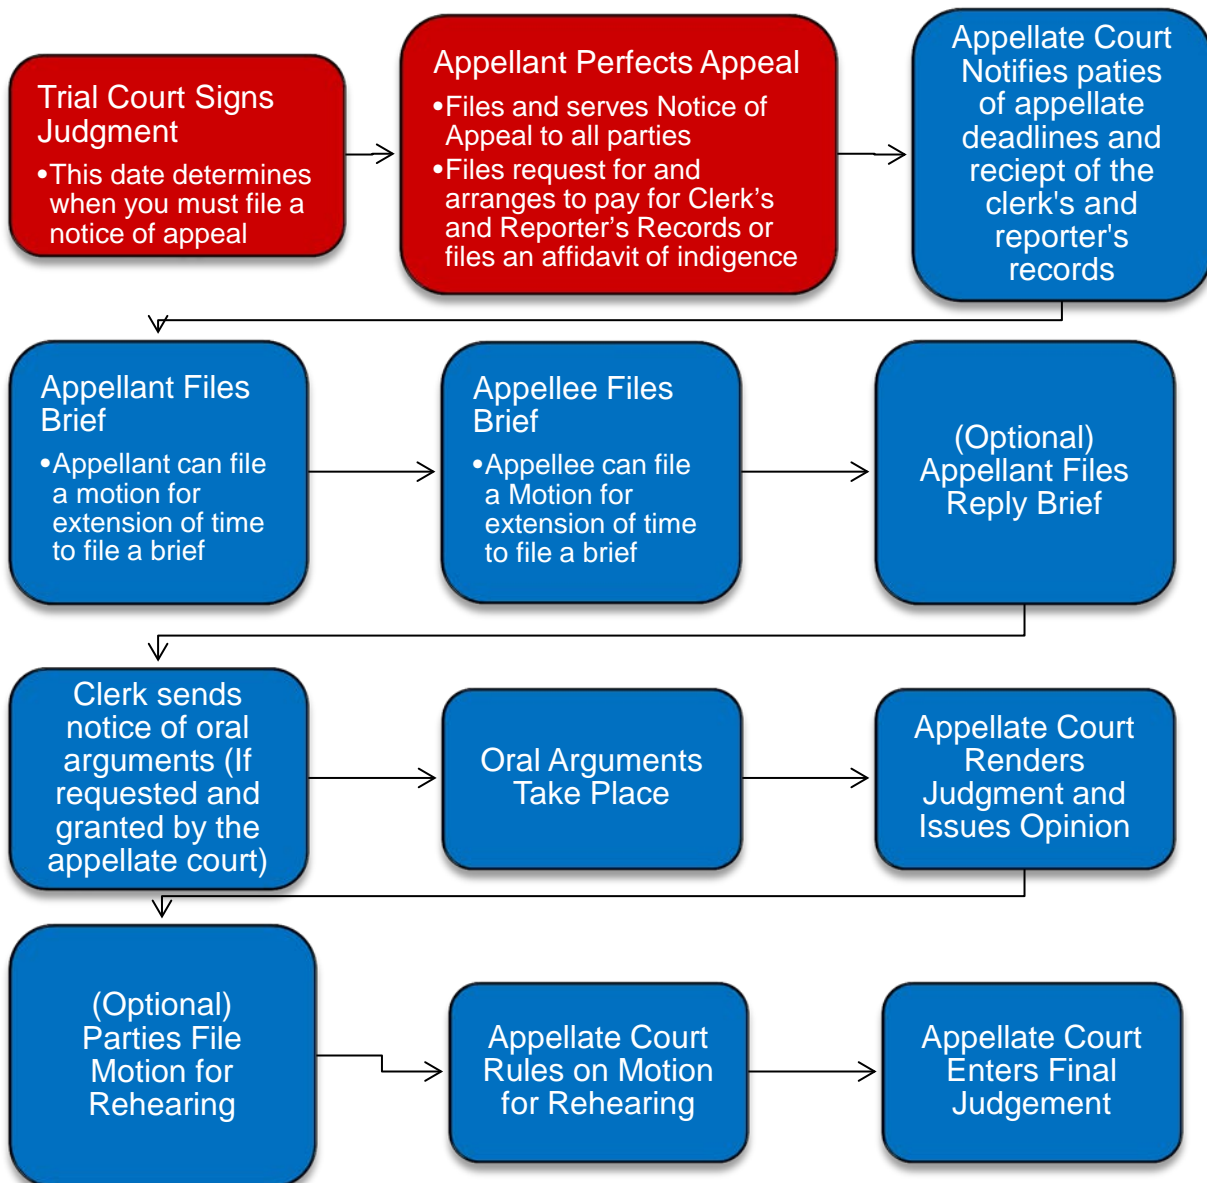 Trial Court Signs
Judgment
•This date determines
when you must file a
notice of appeal
Appellant Perfects Appeal
•Files and serves Notice of
Appeal to all parties
•Files request for and
arranges to pay for Clerk’s
and Reporter’s Records or
files an affidavit of indigence
Appellate Court
Notifies paties
of appellate
deadlines and
reciept of the
clerk's and
reporter's
records
Appellant Files
Brief
•Appellant can file
a motion for
extension of time
to file a brief
Appellee Files
Brief
•Appellee can file
a Motion for
extension of time
to file a brief
(Optional)
Appellant Files
Reply Brief
Clerk sends
notice of oral
arguments (If
requested and
granted by the
appellate court)
Oral Arguments
Take Place
Appellate Court
Renders
Judgment and
Issues Opinion
(Optional)
Parties File
Motion for
Rehearing
Appellate Court
Rules on Motion
for Rehearing
Appellate Court
Enters Final
Judgement